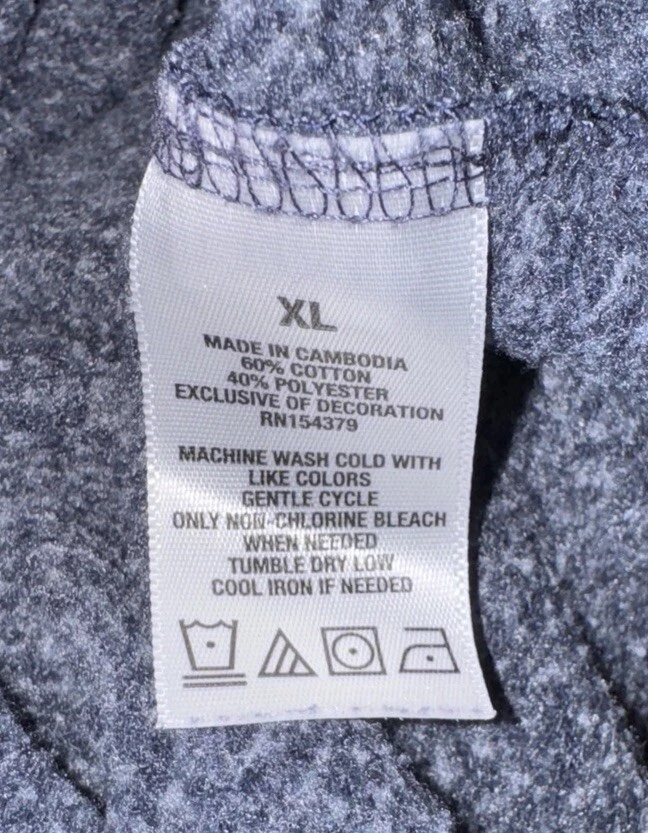 XL
MADE IN CAMBODIA
60% COTTON
40% POLYESTER
EXCLUSIVE OF DECORATION
RN154379
MACHINE WASH COLD WITH
LIKE COLORS
GENTLE CYCLE
ONLY NON-CHLORINE BLEACH
WHEN NEEDED
TUMBLE DRY LOW
COOL IRON IF NEEDED